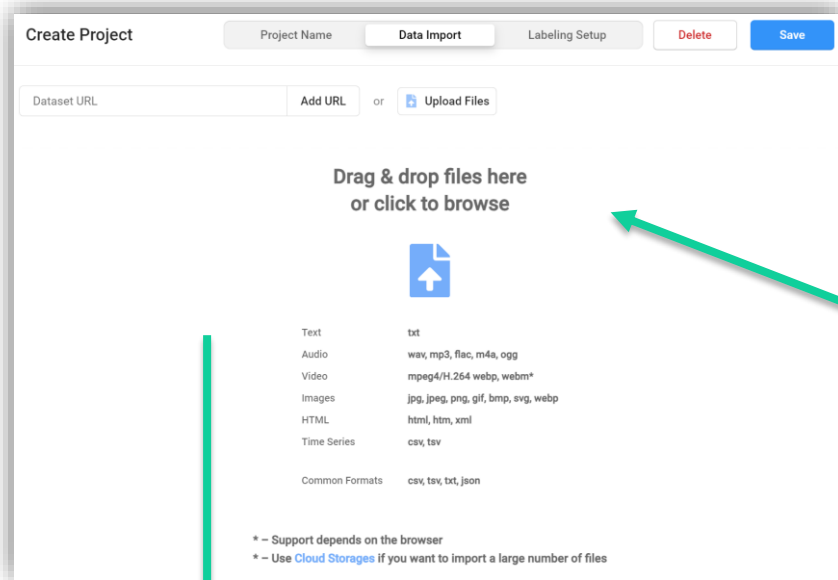 Create Project Project Name Data Import Labeling Setup Delete Save
Dataset URL Add URL or Upload Files
Drag & drop files here
or click to browse
Text txt
Audio wav, mp3, flac, m4a, ogg
Video mpeg4/H.264 webp, webm*
Images jpg, jpeg, png, gif, bmp, svg, webp
HTML html, htm, xml
Time Series csv, tsv
Common Formats csv, tsv, txt, json
* – Support depends on the browser
* – Use Cloud Storages if you want to import a large number of files